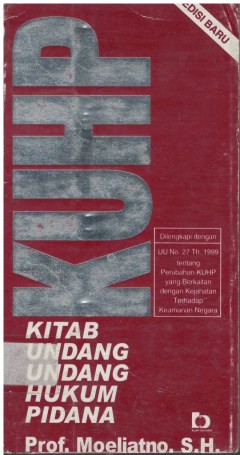 EDISI BARU
KUHP
Dilengkapi dengan
UU No. 27 Th. 1999
tentang
Perubahan KUHP
yang Berkaitan
dengan Kejahatan
Terhadap
Keamanan Negara
KITAB
UNDANG
UNDANG
HUKUM
PIDANA
Prof. Moeljatno, S.H.